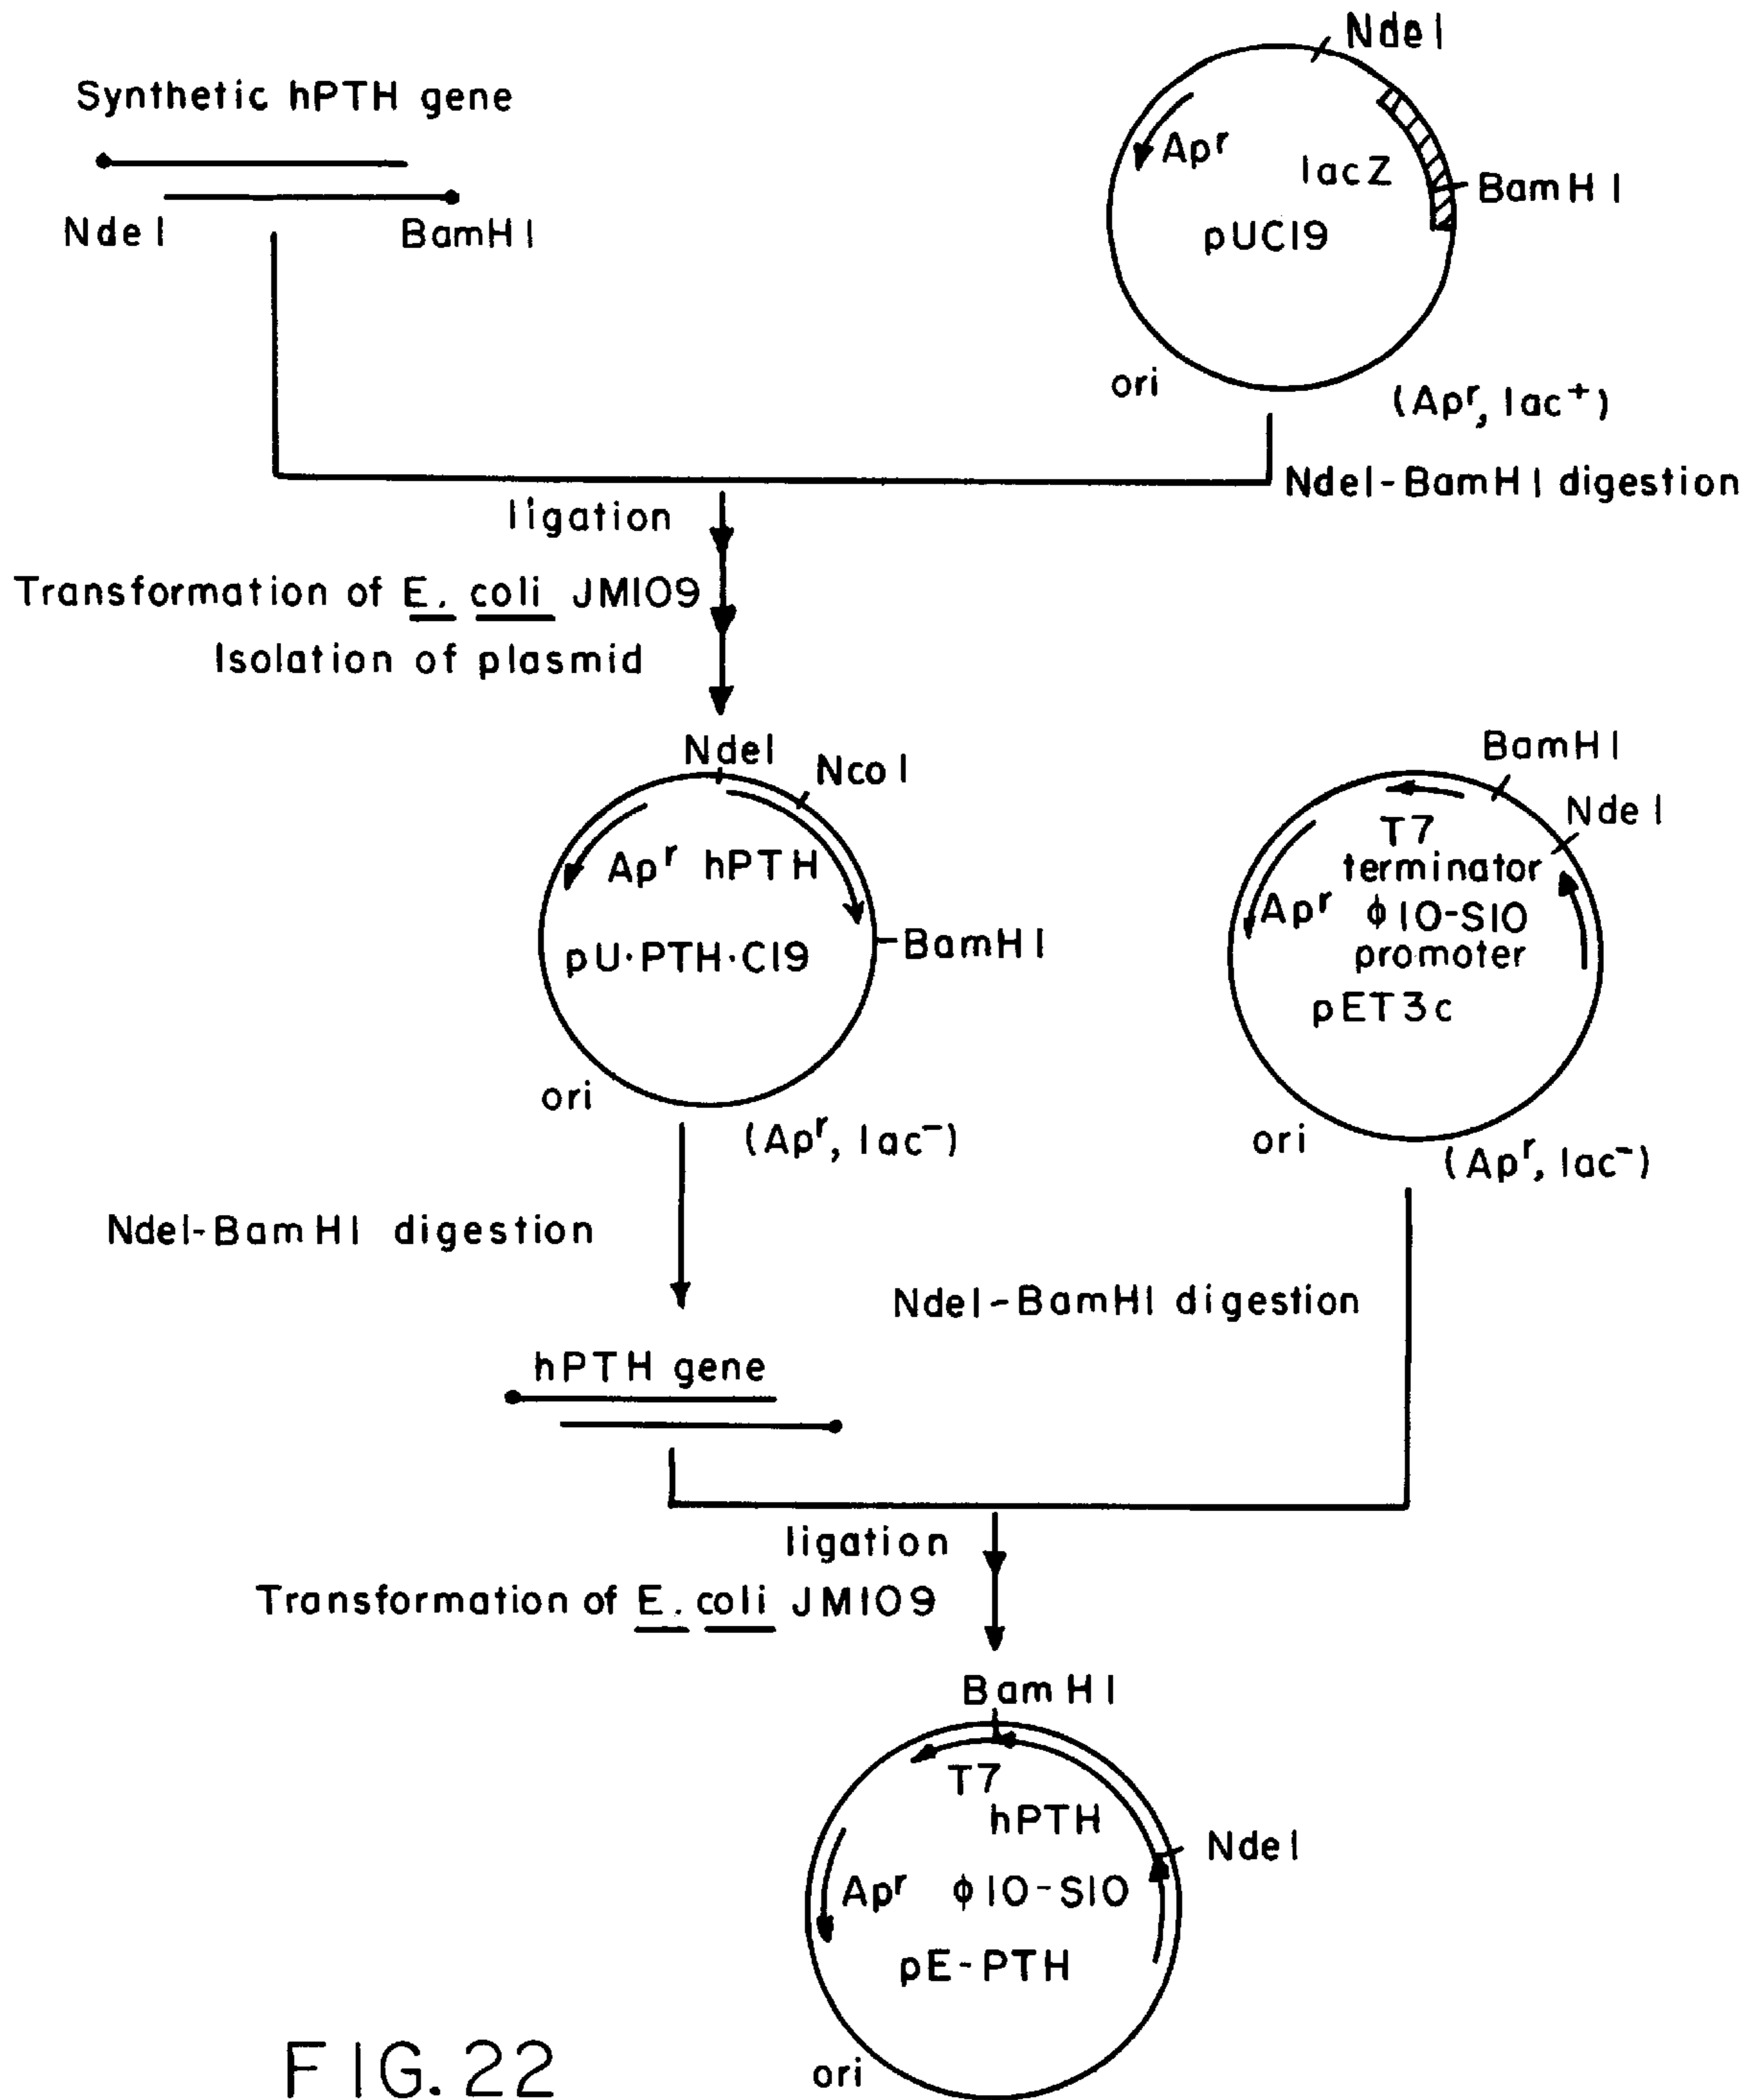 NdeI
Synthetic hPTH gene
Apʳ
lacZ
BamHI
pUC19
NdeI
BamHI
ori
(Apʳ, lac⁺)
NdeI-BamHI digestion
ligation
Transformation of E. coli JM109
Isolation of plasmid
NdeI
NcoI
Apʳ hPTH
BamHI
pU·PTH·C19
ori
(Apʳ, lac⁻)
BamHI
NdeI
T7
terminator
Apʳ φ10-S10
promoter
pET3c
ori
(Apʳ, lac⁻)
NdeI-BamHI digestion
NdeI-BamHI digestion
hPTH gene
ligation
Transformation of E. coli JM109
BamHI
T7
hPTH
NdeI
Apʳ φ10-S10
pE-PTH
ori
FIG. 22